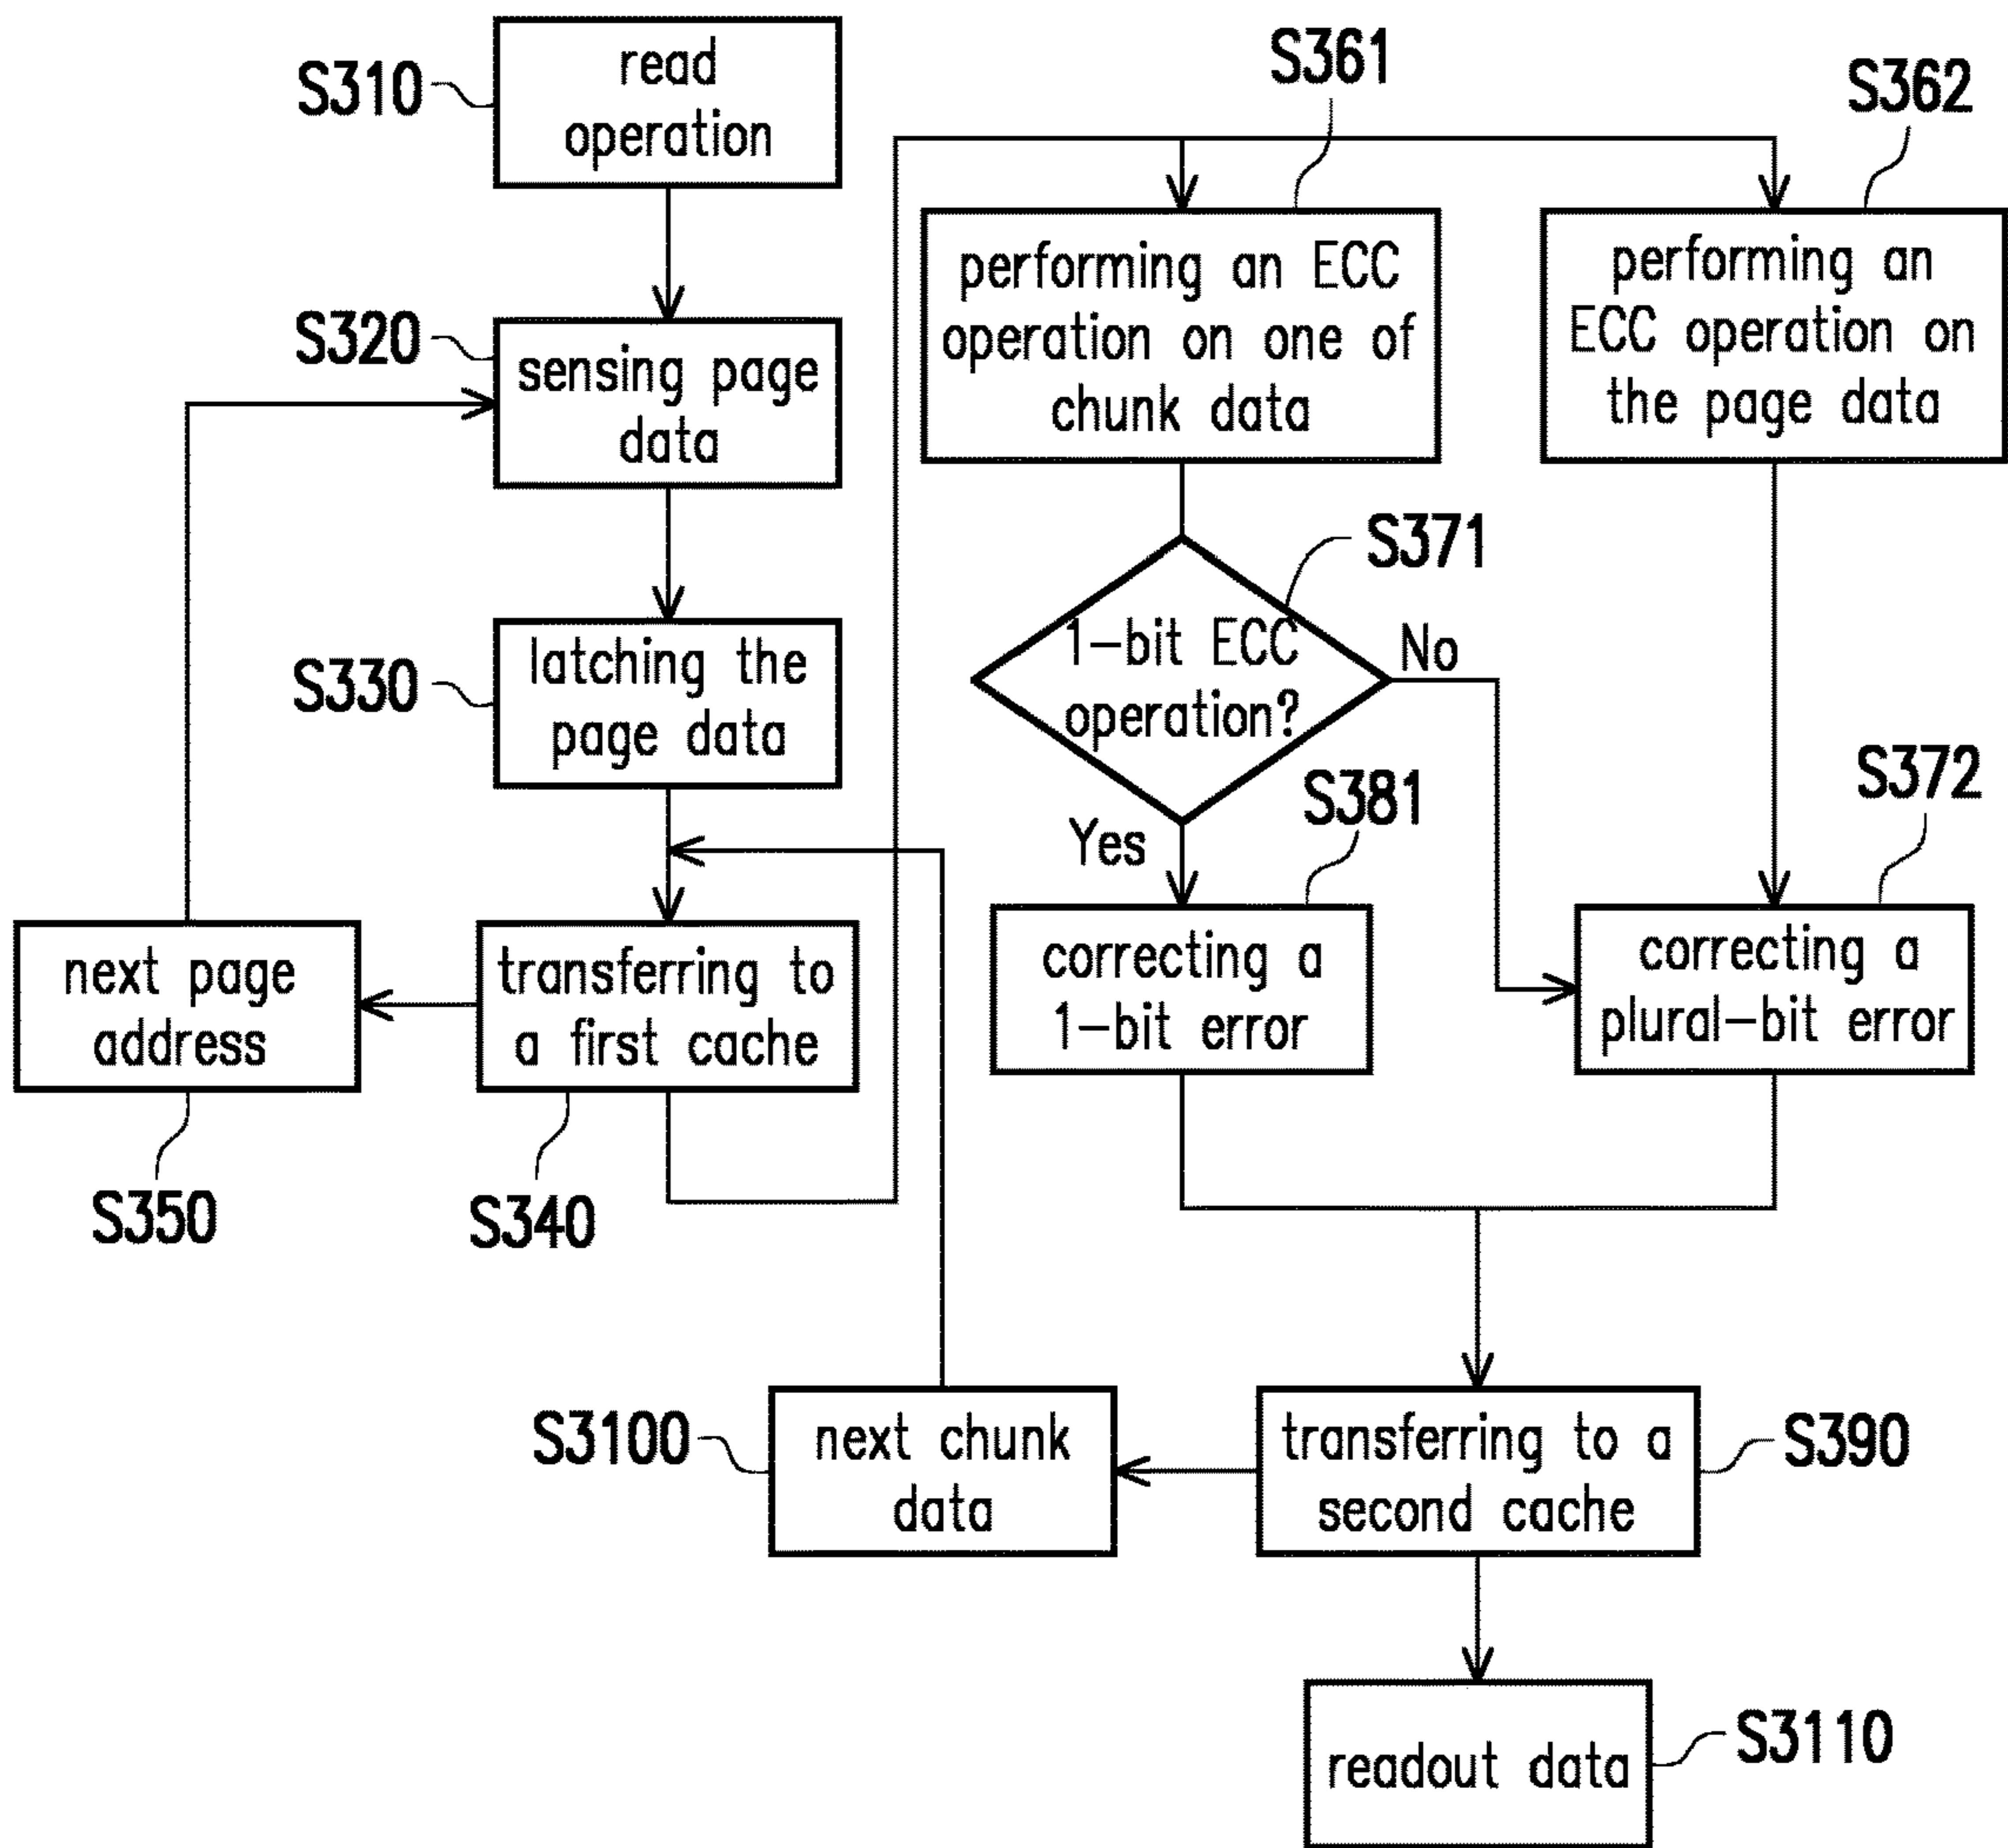 S310
read
operation
S320
sensing page
data
S330
latching the
page data
next page
address
S350
transferring to
a first cache
S340
S361
performing an ECC
operation on one of
chunk data
S362
performing an
ECC operation on
the page data
S371
1-bit ECC
operation?
No
Yes
S381
correcting a
1-bit error
S372
correcting a
plural-bit error
S3100
next chunk
data
transferring to a
second cache
S390
readout data
S3110